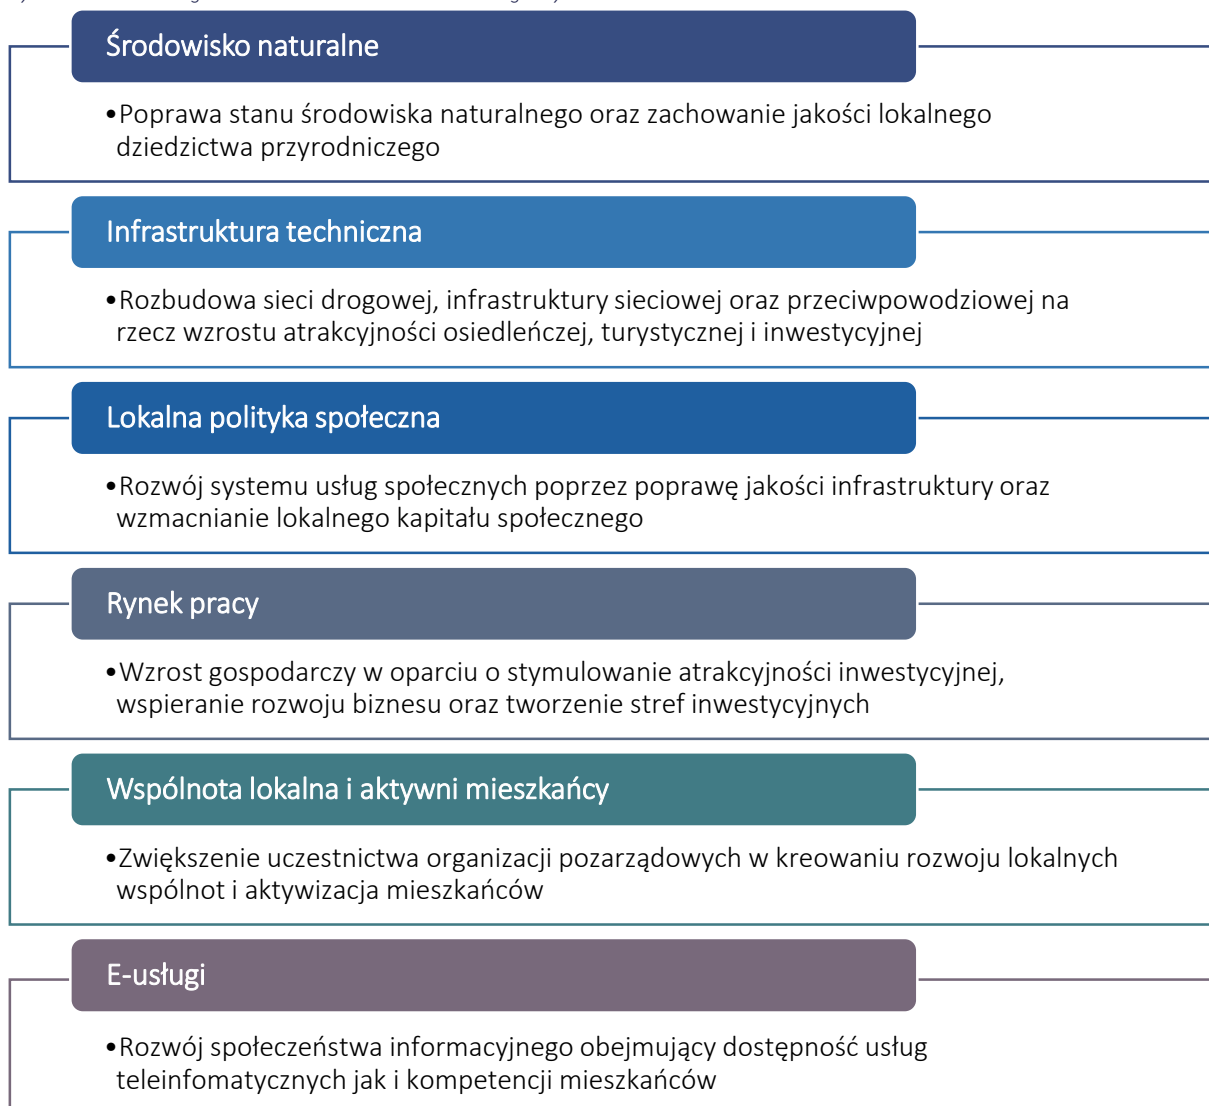 Środowisko naturalne
•Poprawa stanu środowiska naturalnego oraz zachowanie jakości lokalnego
dziedzictwa przyrodniczego
Infrastruktura techniczna
•Rozbudowa sieci drogowej, infrastruktury sieciowej oraz przeciwpowodziowej na
rzecz wzrostu atrakcyjności osiedleńczej, turystycznej i inwestycyjnej
Lokalna polityka społeczna
•Rozwój systemu usług społecznych poprzez poprawę jakości infrastruktury oraz
wzmacnianie lokalnego kapitału społecznego
Rynek pracy
•Wzrost gospodarczy w oparciu o stymulowanie atrakcyjności inwestycyjnej,
wspieranie rozwoju biznesu oraz tworzenie stref inwestycyjnych
Wspólnota lokalna i aktywni mieszkańcy
•Zwiększenie uczestnictwa organizacji pozarządowych w kreowaniu rozwoju lokalnych
wspólnot i aktywizacja mieszkańców
E-usługi
•Rozwój społeczeństwa informacyjnego obejmujący dostępność usług
teleinfomatycznych jak i kompetencji mieszkańców